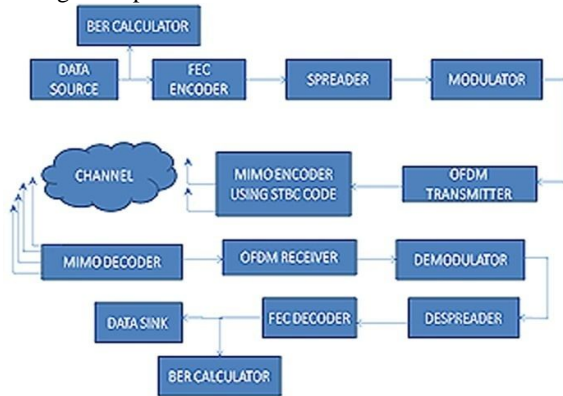 BER CALCULATOR
DATA
SOURCE
FEC
ENCODER
SPREADER
MODULATOR
CHANNEL
MIMO ENCODER
USING STBC CODE
OFDM
TRANSMITTER
MIMO DECODER
OFDM RECEIVER
DEMODULATOR
DATA SINK
FEC DECODER
DESPREADER
BER CALCULATOR